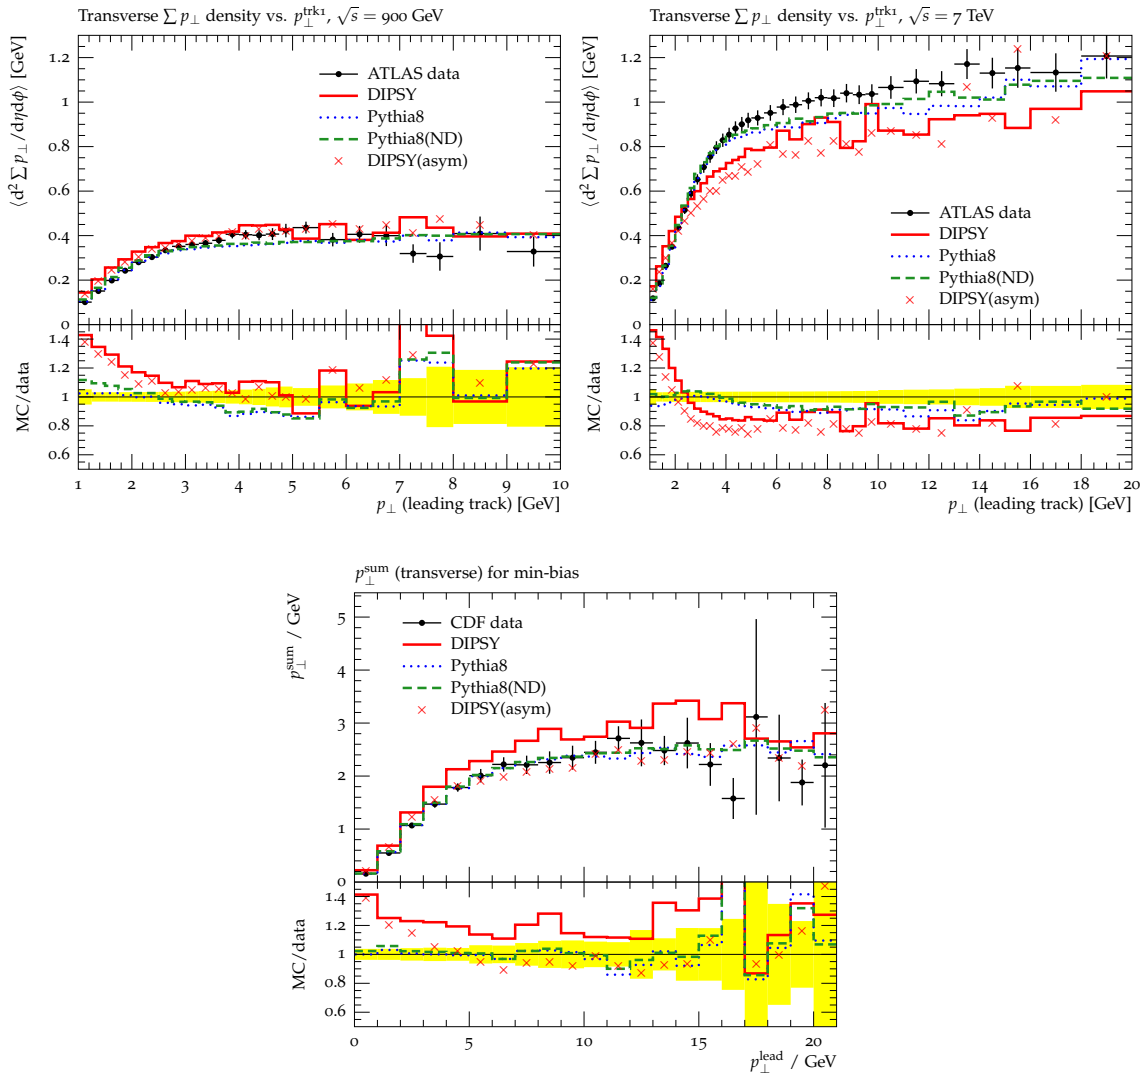 Transverse ∑ p⊥ density vs. p⊥^trk1, √s = 900 GeV
⟨d² ∑ p⊥/dηdϕ⟩ [GeV]
1.2
1
0.8
0.6
0.4
0.2
0
ATLAS data
DIPSY
Pythia8
Pythia8(ND)
DIPSY(asym)
MC/data
1.4
1.2
1
0.8
0.6
1 2 3 4 5 6 7 8 9 10
p⊥ (leading track) [GeV]
Transverse ∑ p⊥ density vs. p⊥^trk1, √s = 7 TeV
⟨d² ∑ p⊥/dηdϕ⟩ [GeV]
1.2
1
0.8
0.6
0.4
0.2
0
ATLAS data
DIPSY
Pythia8
Pythia8(ND)
DIPSY(asym)
MC/data
1.4
1.2
1
0.8
0.6
2 4 6 8 10 12 14 16 18 20
p⊥ (leading track) [GeV]
p⊥^sum (transverse) for min-bias
p⊥^sum / GeV
5
4
3
2
1
0
CDF data
DIPSY
Pythia8
Pythia8(ND)
DIPSY(asym)
MC/data
1.4
1.2
1
0.8
0.6
0 5 10 15 20
p⊥^lead / GeV